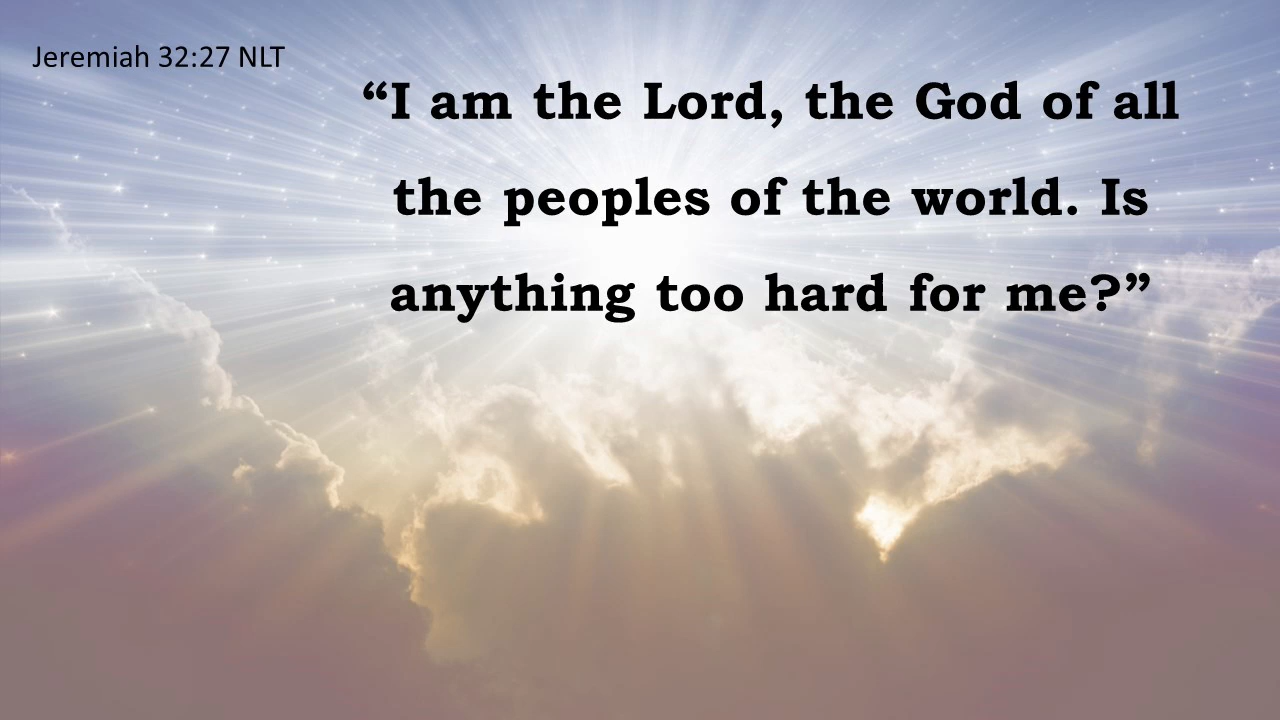 Jeremiah 32:27 NLT
“I am the Lord, the God of all
the peoples of the world. Is
anything too hard for me?”